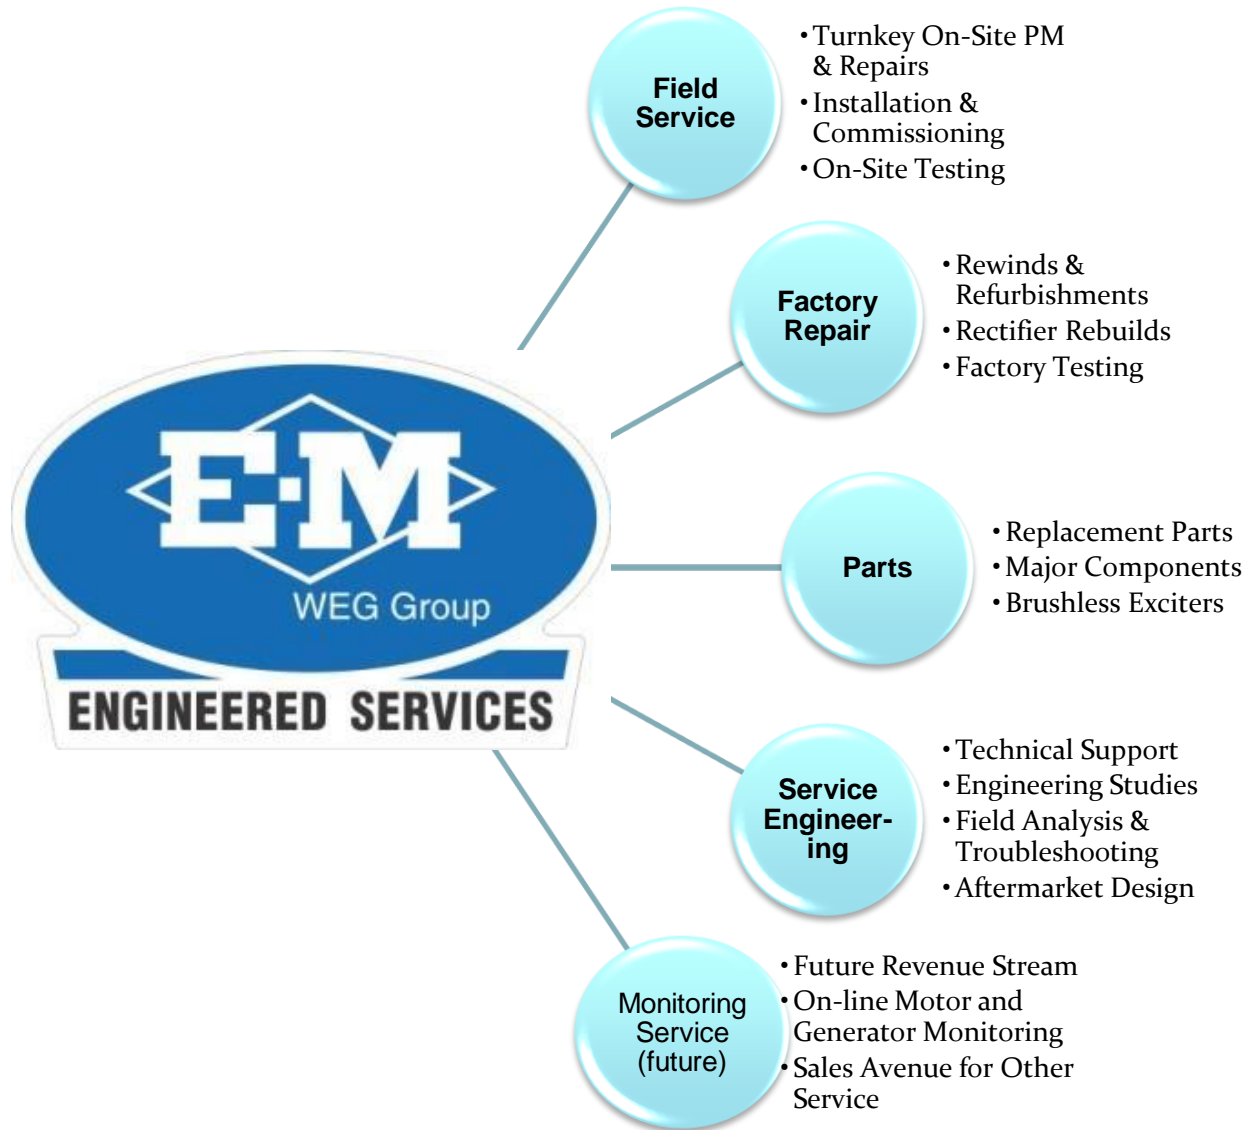 Field
Service
• Turnkey On-Site PM
& Repairs
• Installation &
Commissioning
• On-Site Testing
Factory
Repair
• Rewinds &
Refurbishments
• Rectifier Rebuilds
• Factory Testing
E·M
WEG Group
ENGINEERED SERVICES
Parts
• Replacement Parts
• Major Components
• Brushless Exciters
Service
Engineer-
ing
• Technical Support
• Engineering Studies
• Field Analysis &
Troubleshooting
• Aftermarket Design
Monitoring
Service
(future)
• Future Revenue Stream
• On-line Motor and
Generator Monitoring
• Sales Avenue for Other
Service